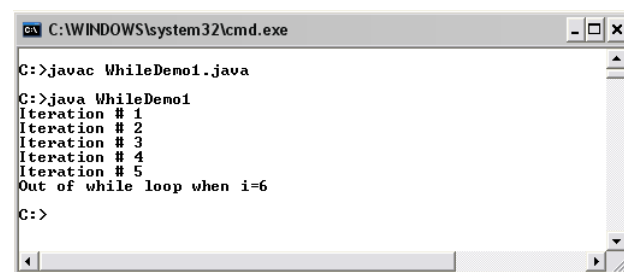 C:\WINDOWS\system32\cmd.exe
C:>javac WhileDemo1.java
C:>java WhileDemo1
Iteration # 1
Iteration # 2
Iteration # 3
Iteration # 4
Iteration # 5
Out of while loop when i=6
C:>